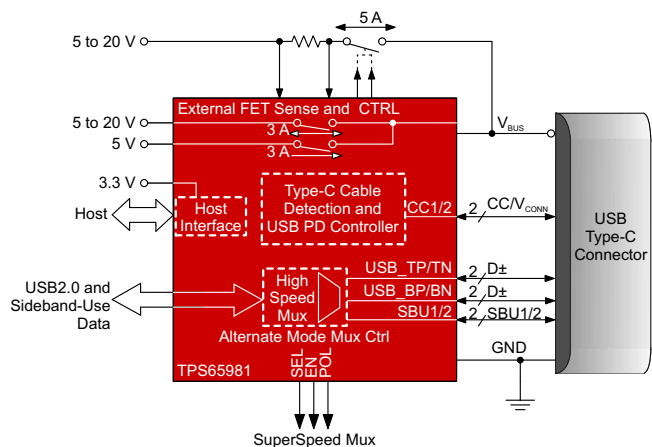 5 A
5 to 20 V
External FET Sense and CTRL
5 to 20 V
3 A
5 V
3 A
VBUS
3.3 V
Host
Host
Interface
Type-C Cable
Detection and
USB PD Controller
CC1/2
2
CC/VCONN
USB
Type-C
Connector
USB2.0 and
Sideband-Use
Data
High
Speed
Mux
USB_TP/TN
2
D±
USB_BP/BN
2
D±
SBU1/2
2
SBU1/2
Alternate Mode Mux Ctrl
GND
TPS65981
SEL
EN
POL
SuperSpeed Mux